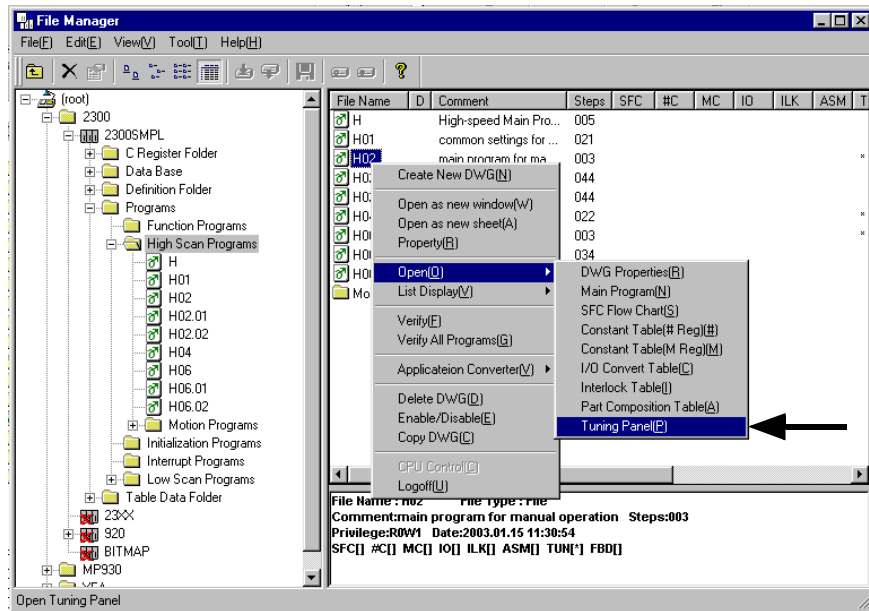 File Manager
File(F) Edit(E) View(V) Tool(T) Help(H)
(root)
2300
2300SMPL
C Register Folder
Data Base
Definition Folder
Programs
Function Programs
High Scan Programs
H
H01
H02
H02.01
H02.02
H04
H06
H06.01
H06.02
Motion Programs
Initialization Programs
Interrupt Programs
Low Scan Programs
Table Data Folder
23XX
920
BITMAP
MP930
File Name D Comment Steps SFC #C MC IO ILK ASM T
H High-speed Main Pro... 005
H01 common settings for ... 021
H02 main program for ma 003 *
044
044
022 *
003 *
034
Mo
Create New DWG(N)
Open as new window(W)
Open as new sheet(A)
Property(R)
Open(O)
List Display(V)
Verify(F)
Verify All Programs(G)
Applicateion Converter(V)
Delete DWG(D)
Enable/Disable(E)
Copy DWG(C)
CPU Control(C)
Logoff(U)
DWG Properties(R)
Main Program(N)
SFC Flow Chart(S)
Constant Table(# Reg)(#)
Constant Table(M Reg)(M)
I/O Convert Table(C)
Interlock Table(I)
Part Composition Table(A)
Tuning Panel(P)
File Name : H02 File Type : File
Comment:main program for manual operation Steps:003
Privilege:R0W1 Date:2003.01.15 11:30:54
SFC[] #C[] MC[] IO[] ILK[] ASM[] TUN[*] FBD[]
Open Tuning Panel